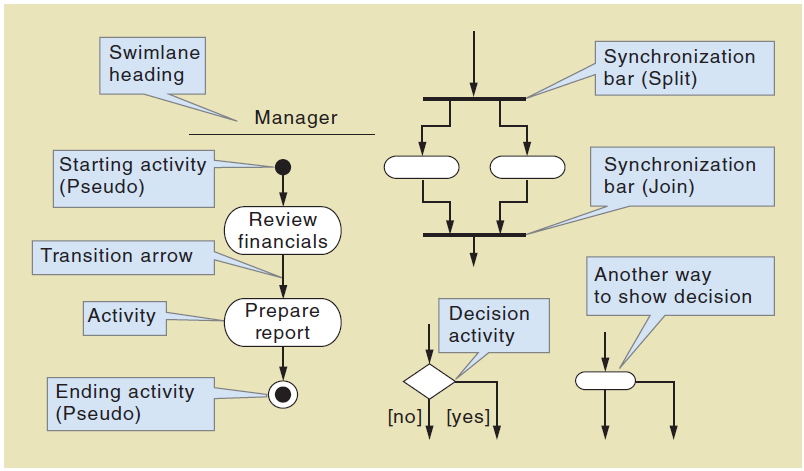 Swimlane
heading
Manager
Starting activity
(Pseudo)
Review
financials
Transition arrow
Activity
Prepare
report
Ending activity
(Pseudo)
Synchronization
bar (Split)
Synchronization
bar (Join)
Decision
activity
[no]
[yes]
Another way
to show decision